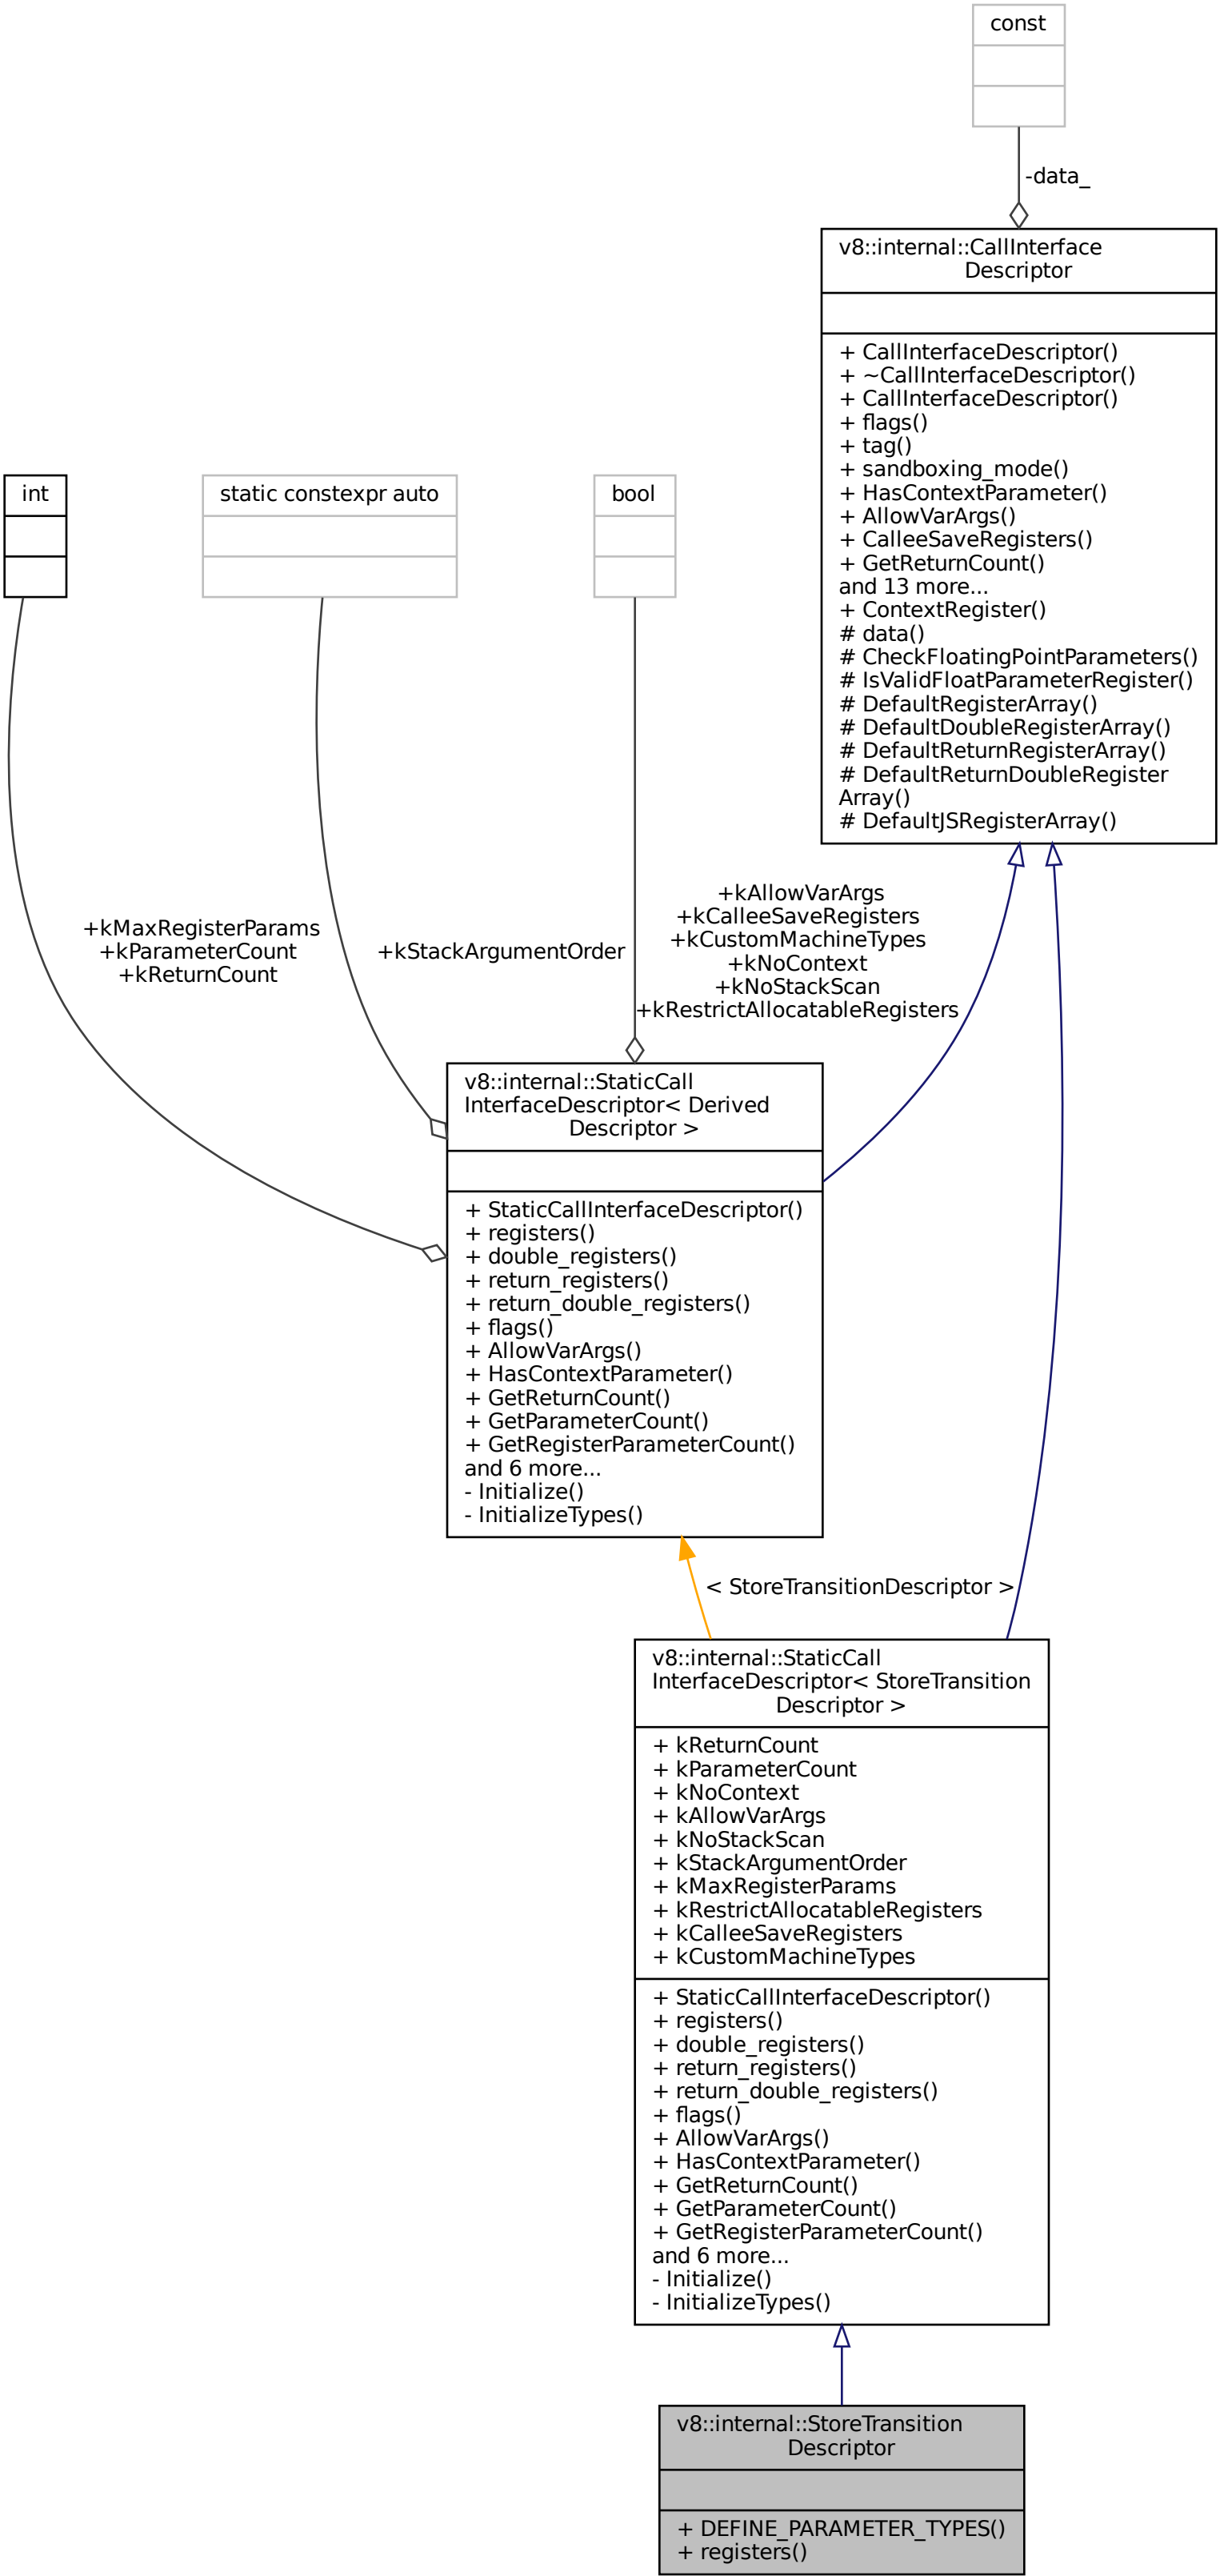 const
-data_
v8::internal::CallInterface
Descriptor
+ CallInterfaceDescriptor()
+ ~CallInterfaceDescriptor()
+ CallInterfaceDescriptor()
+ flags()
+ tag()
+ sandboxing_mode()
+ HasContextParameter()
+ AllowVarArgs()
+ CalleeSaveRegisters()
+ GetReturnCount()
and 13 more...
+ ContextRegister()
# data()
# CheckFloatingPointParameters()
# IsValidFloatParameterRegister()
# DefaultRegisterArray()
# DefaultDoubleRegisterArray()
# DefaultReturnRegisterArray()
# DefaultReturnDoubleRegister
Array()
# DefaultJSRegisterArray()
int
static constexpr auto
bool
+kMaxRegisterParams
+kParameterCount
+kReturnCount
+kStackArgumentOrder
+kAllowVarArgs
+kCalleeSaveRegisters
+kCustomMachineTypes
+kNoContext
+kNoStackScan
+kRestrictAllocatableRegisters
v8::internal::StaticCall
InterfaceDescriptor< Derived
Descriptor >
+ StaticCallInterfaceDescriptor()
+ registers()
+ double_registers()
+ return_registers()
+ return_double_registers()
+ flags()
+ AllowVarArgs()
+ HasContextParameter()
+ GetReturnCount()
+ GetParameterCount()
+ GetRegisterParameterCount()
and 6 more...
- Initialize()
- InitializeTypes()
< StoreTransitionDescriptor >
v8::internal::StaticCall
InterfaceDescriptor< StoreTransition
Descriptor >
+ kReturnCount
+ kParameterCount
+ kNoContext
+ kAllowVarArgs
+ kNoStackScan
+ kStackArgumentOrder
+ kMaxRegisterParams
+ kRestrictAllocatableRegisters
+ kCalleeSaveRegisters
+ kCustomMachineTypes
+ StaticCallInterfaceDescriptor()
+ registers()
+ double_registers()
+ return_registers()
+ return_double_registers()
+ flags()
+ AllowVarArgs()
+ HasContextParameter()
+ GetReturnCount()
+ GetParameterCount()
+ GetRegisterParameterCount()
and 6 more...
- Initialize()
- InitializeTypes()
v8::internal::StoreTransition
Descriptor
+ DEFINE_PARAMETER_TYPES()
+ registers()